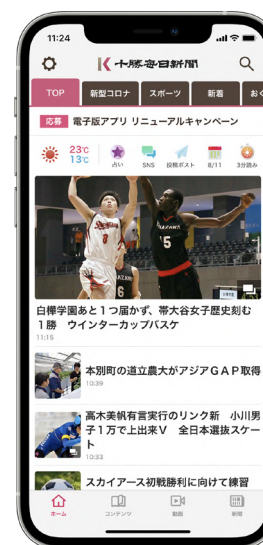 11:24
十勝毎日新聞
TOP
新型コロナ
スポーツ
新着
おく
応募 電子版アプリ リニューアルキャンペーン
23℃
13℃
占い
SNS
投稿ポスト
8/11
3分読み
白樺学園あと1つ届かず、帯大谷女子歴史刻む
1勝　ウインターカップバスケ
11:15
本別町の道立農大がアジアGAP取得
10:39
高木美帆有言実行のリンク新　小川男
子1万で上出来V　全日本選抜スケー
ト
10:33
スカイアース初戦勝利に向けて練習
ホーム
コンテンツ
動画
新聞